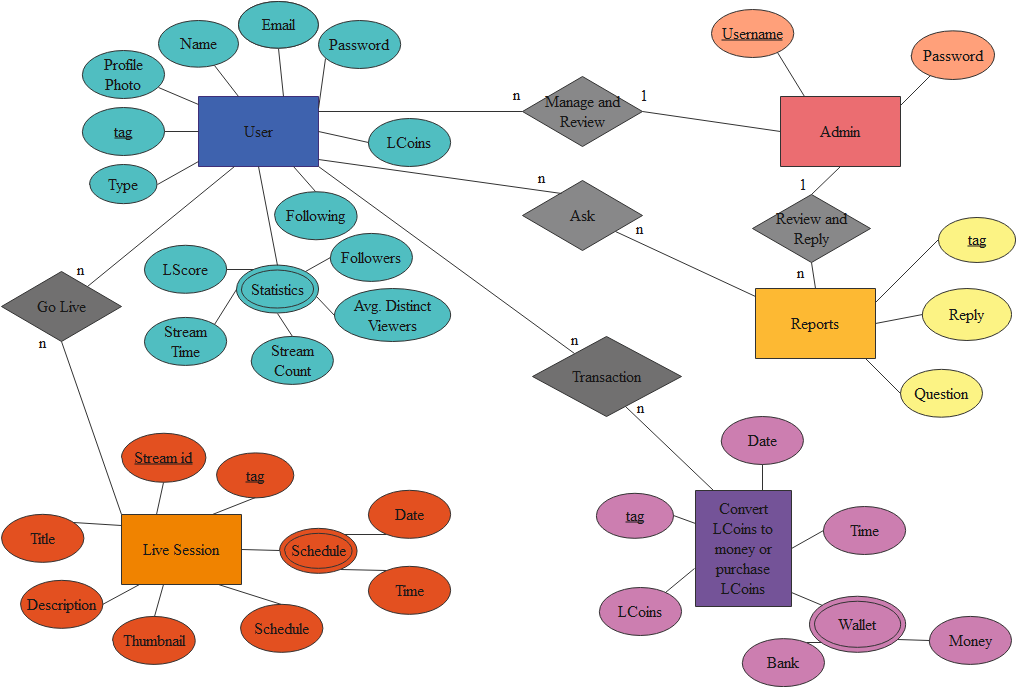 Email
Username
Name
Password
Password
Profile
Photo
n
Manage and
Review
1
tag
User
Admin
LCoins
Type
n
1
Following
Ask
Review and
Reply
n
tag
Followers
LScore
n
n
Statistics
Go Live
Avg. Distinct
Viewers
Reply
Reports
Stream
Time
n
n
Stream
Count
Transaction
Question
n
Date
Stream id
tag
Convert
LCoins to
money or
purchase
LCoins
Date
tag
Time
Title
Live Session
Schedule
Time
Description
LCoins
Wallet
Schedule
Thumbnail
Money
Bank